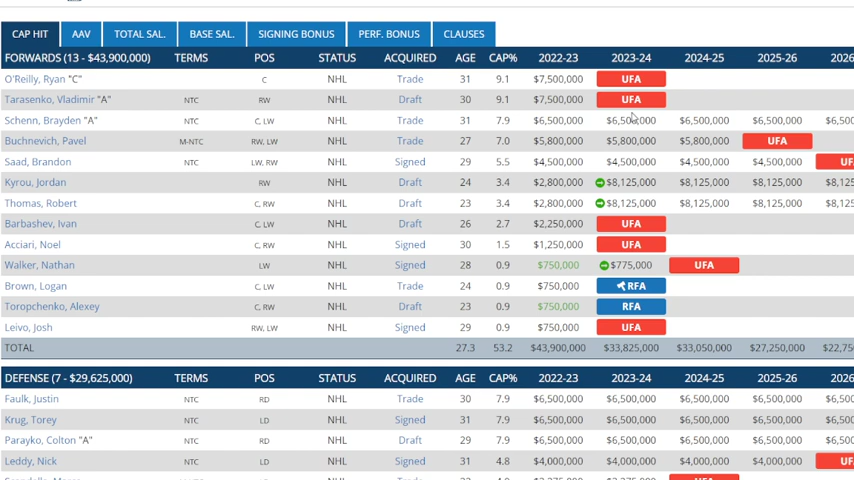 CAP HIT AAV TOTAL SAL. BASE SAL. SIGNING BONUS PERF. BONUS CLAUSES
FORWARDS (13 - $43,900,000) TERMS POS STATUS ACQUIRED AGE CAP% 2022-23 2023-24 2024-25 2025-26 2026
O'Reilly, Ryan "C" C NHL Trade 31 9.1 $7,500,000 UFA
Tarasenko, Vladimir "A" NTC RW NHL Draft 30 9.1 $7,500,000 UFA
Schenn, Brayden "A" NTC C, LW NHL Trade 31 7.9 $6,500,000 $6,500,000 $6,500,000 $6,500,000 $6,500
Buchnevich, Pavel M-NTC RW, LW NHL Trade 27 7.0 $5,800,000 $5,800,000 $5,800,000 UFA
Saad, Brandon NTC LW, RW NHL Signed 29 5.5 $4,500,000 $4,500,000 $4,500,000 $4,500,000 UF
Kyrou, Jordan RW NHL Draft 24 3.4 $2,800,000 $8,125,000 $8,125,000 $8,125,000 $8,12
Thomas, Robert C, RW NHL Draft 23 3.4 $2,800,000 $8,125,000 $8,125,000 $8,125,000 $8,12
Barbashev, Ivan C, LW NHL Draft 26 2.7 $2,250,000 UFA
Acciari, Noel C, RW NHL Signed 30 1.5 $1,250,000 UFA
Walker, Nathan LW NHL Signed 28 0.9 $750,000 $775,000 UFA
Brown, Logan C, LW NHL Trade 24 0.9 $750,000 RFA
Toropchenko, Alexey C, RW NHL Draft 23 0.9 $750,000 RFA
Leivo, Josh RW, LW NHL Signed 29 0.9 $750,000 UFA
TOTAL 27.3 53.2 $43,900,000 $33,825,000 $33,050,000 $27,250,000 $22,75
DEFENSE (7 - $29,625,000) TERMS POS STATUS ACQUIRED AGE CAP% 2022-23 2023-24 2024-25 2025-26 2026
Faulk, Justin NTC RD NHL Trade 30 7.9 $6,500,000 $6,500,000 $6,500,000 $6,500,000 $6,50
Krug, Torey NTC LD NHL Signed 31 7.9 $6,500,000 $6,500,000 $6,500,000 $6,500,000 $6,50
Parayko, Colton "A" NTC RD NHL Draft 29 7.9 $6,500,000 $6,500,000 $6,500,000 $6,500,000 $6,50
Leddy, Nick NTC LD NHL Signed 31 4.8 $4,000,000 $4,000,000 $4,000,000 $4,000,000 UF